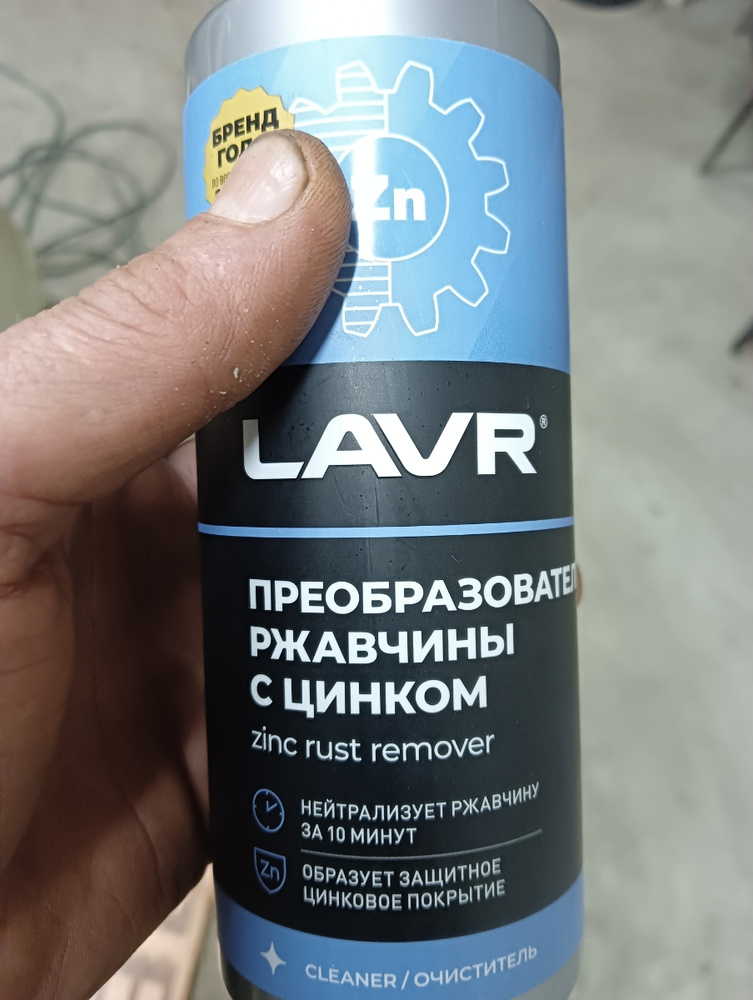 БРЕНД
Zn
LAVR®
ПРЕОБРАЗОВАТЕЛ
РЖАВЧИНЫ
С ЦИНКОМ
zinc rust remover
НЕЙТРАЛИЗУЕТ РЖАВЧИНУ
ЗА 10 МИНУТ
Zn
ОБРАЗУЕТ ЗАЩИТНОЕ
ЦИНКОВОЕ ПОКРЫТИЕ
CLEANER / ОЧИСТИТЕЛЬ